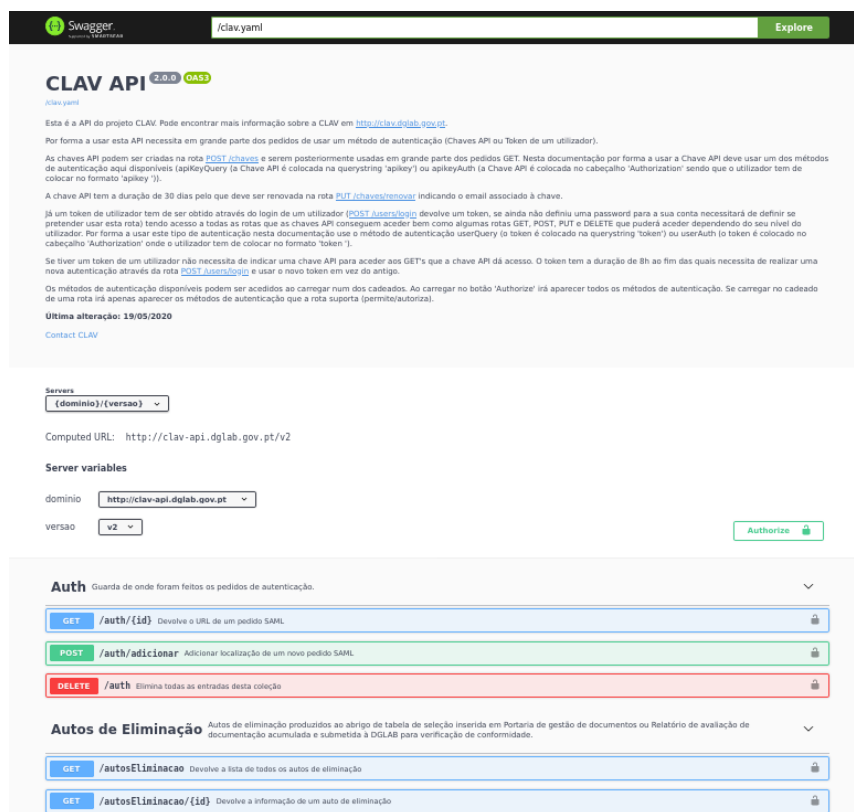 Swagger.
Supported by SMARTBEAR
/clav.yaml
Explore
CLAV API 2.0.0 OAS3
/clav.yaml
Esta é a API do projeto CLAV. Pode encontrar mais informação sobre a CLAV em http://clav.dglab.gov.pt.
Por forma a usar esta API necessita em grande parte dos pedidos de usar um método de autenticação (Chaves API ou Token de um utilizador).
As chaves API podem ser criadas na rota POST /chaves e serem posteriormente usadas em grande parte dos pedidos GET. Nesta documentação por forma a usar a Chave API deve usar um dos métodos
de autenticação aqui disponíveis (apiKeyQuery (a Chave API é colocada na querystring 'apikey') ou apikeyAuth (a Chave API é colocada no cabeçalho 'Authorization' sendo que o utilizador tem de
colocar no formato 'apikey ')).
A chave API tem a duração de 30 dias pelo que deve ser renovada na rota PUT /chaves/renovar indicando o email associado à chave.
Já um token de utilizador tem de ser obtido através do login de um utilizador (POST /users/login devolve um token, se ainda não definiu uma password para a sua conta necessitará de definir se
pretender usar esta rota) tendo acesso a todas as rotas que as chaves API conseguem aceder bem como algumas rotas GET, POST, PUT e DELETE que puderá aceder dependendo do seu nível do
utilizador. Por forma a usar este tipo de autenticação nesta documentação use o método de autenticação userQuery (o token é colocado na querystring 'token') ou userAuth (o token é colocado no
cabeçalho 'Authorization' onde o utilizador tem de colocar no formato 'token ').
Se tiver um token de um utilizador não necessita de indicar uma chave API para aceder aos GET's que a chave API dá acesso. O token tem a duração de 8h ao fim das quais necessita de realizar uma
nova autenticação através da rota POST /users/login e usar o novo token em vez do antigo.
Os métodos de autenticação disponíveis podem ser acedidos ao carregar num dos cadeados. Ao carregar no botão 'Authorize' irá aparecer todos os métodos de autenticação. Se carregar no cadeado
de uma rota irá apenas aparecer os métodos de autenticação que a rota suporta (permite/autoriza).
Última alteração: 19/05/2020
Contact CLAV
Servers
{dominio}/{versao}
Computed URL: http://clav-api.dglab.gov.pt/v2
Server variables
dominio http://clav-api.dglab.gov.pt
versao v2
Authorize
Auth Guarda de onde foram feitos os pedidos de autenticação.
GET /auth/{id} Devolve o URL de um pedido SAML
POST /auth/adicionar Adicionar localização de um novo pedido SAML
DELETE /auth Elimina todas as entradas desta coleção
Autos de Eliminação Autos de eliminação produzidos ao abrigo de tabela de seleção inserida em Portaria de gestão de documentos ou Relatório de avaliação de
documentação acumulada e submetida à DGLAB para verificação de conformidade.
GET /autosEliminacao Devolve a lista de todos os autos de eliminação
GET /autosEliminacao/{id} Devolve a informação de um auto de eliminação